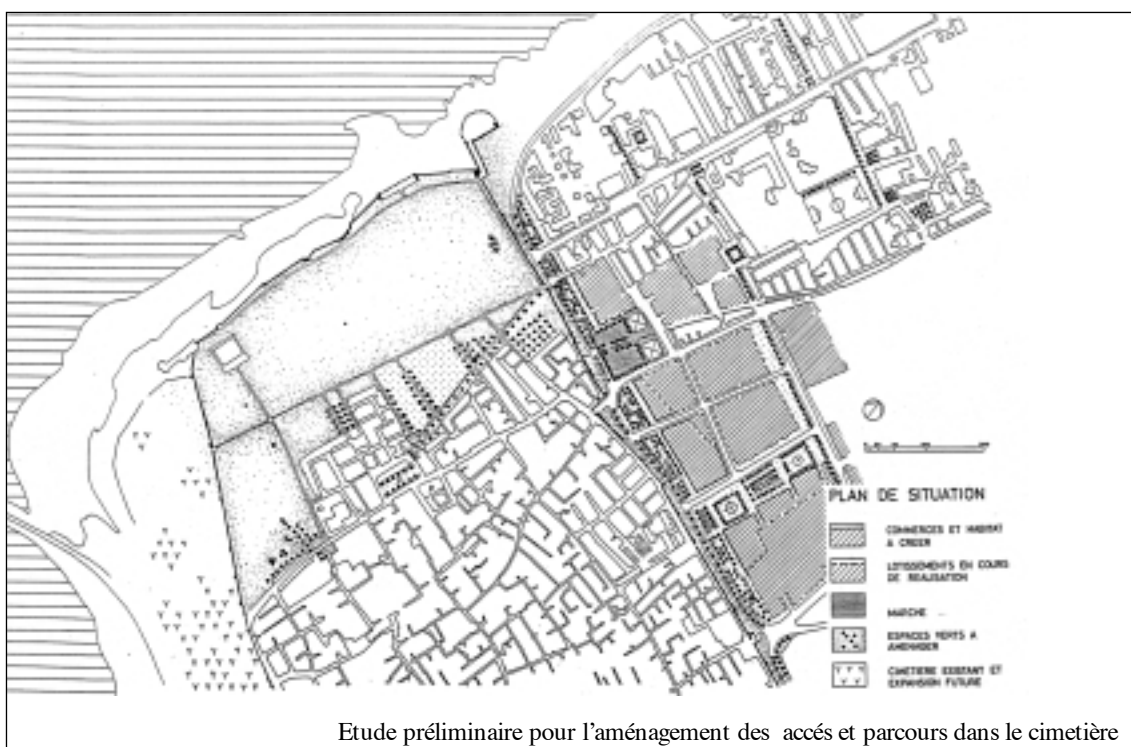 PLAN DE SITUATION
COMMERCES ET HABITAT
A CREER
LOTISSEMENTS EN COURS
DE REALISATION
MARCHE
ESPACES VERTS A
AMENAGER
CIMETIERE EXISTANT ET
EXPANSION FUTURE
Etude préliminaire pour l'aménagement des accés et parcours dans le cimetière